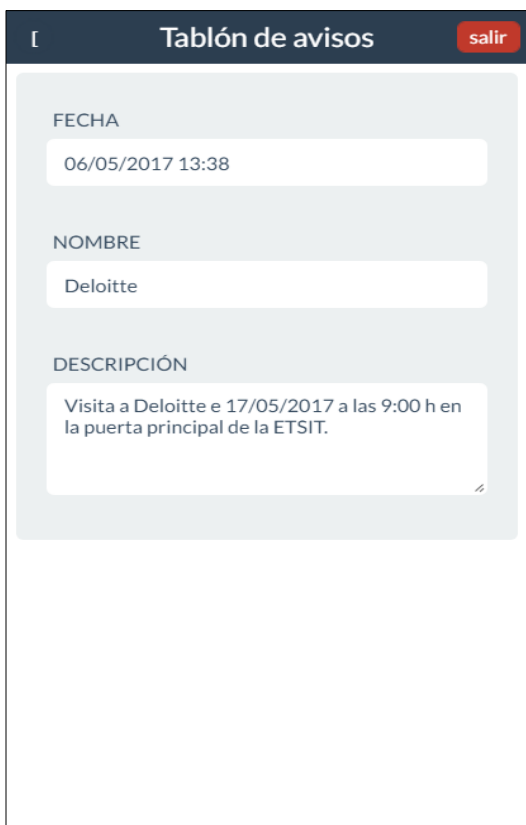 [ Tablón de avisos salir
FECHA
06/05/2017 13:38
NOMBRE
Deloitte
DESCRIPCIÓN
Visita a Deloitte e 17/05/2017 a las 9:00 h en
la puerta principal de la ETSIT.